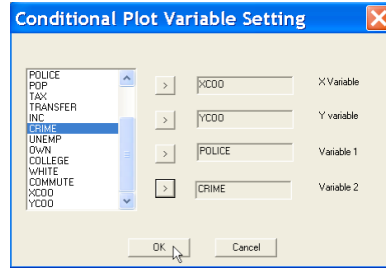 Conditional Plot Variable Setting
POLICE
POP
TAX
TRANSFER
INC
CRIME
UNEMP
OWN
COLLEGE
WHITE
COMMUTE
XCOO
YCOO
> XCOO X Variable
> YCOO Y variable
> POLICE Variable 1
> CRIME Variable 2
OK Cancel